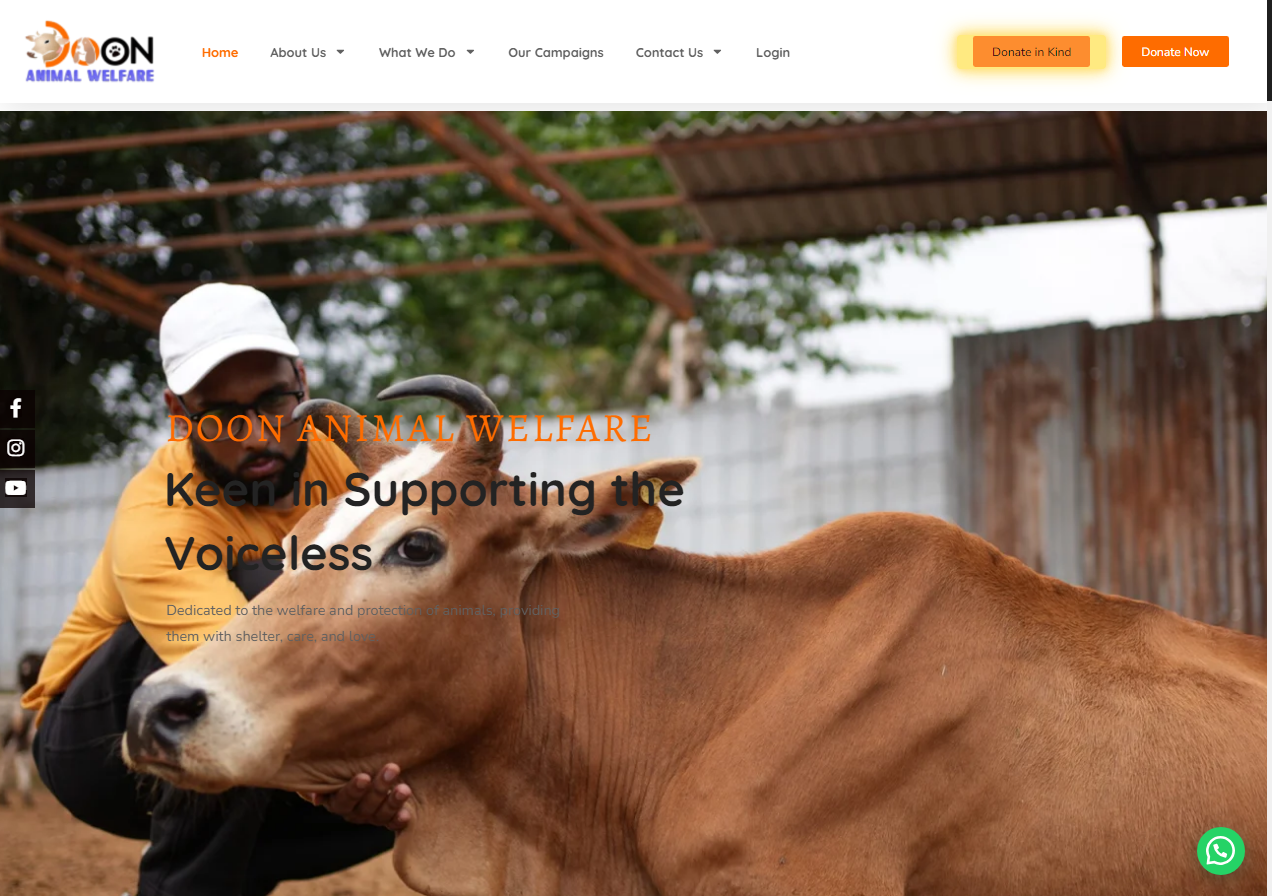 DOON
ANIMAL WELFARE
Home
About Us
What We Do
Our Campaigns
Contact Us
Login
Donate in Kind
Donate Now
DOON ANIMAL WELFARE
Keen in Supporting the
Voiceless
Dedicated to the welfare and protection of animals, providing
them with shelter, care, and love.